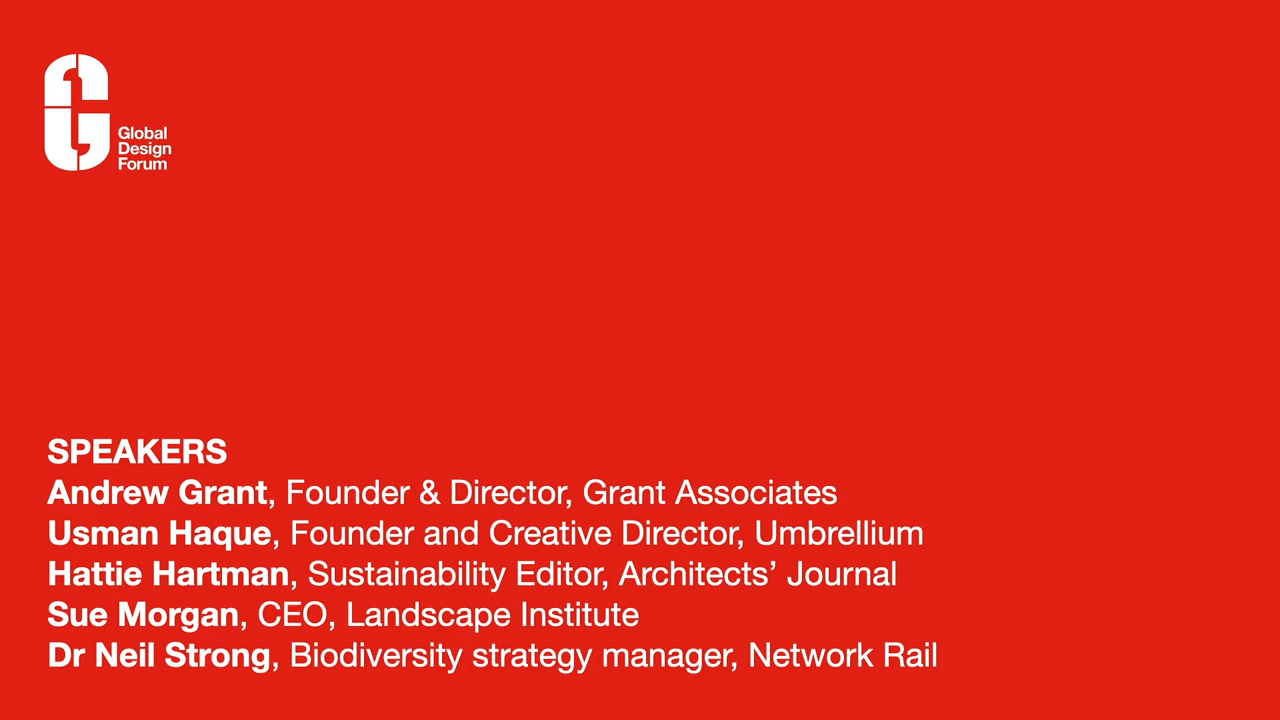 Global
Design
Forum
SPEAKERS
Andrew Grant, Founder & Director, Grant Associates
Usman Haque, Founder and Creative Director, Umbrellium
Hattie Hartman, Sustainability Editor, Architects’ Journal
Sue Morgan, CEO, Landscape Institute
Dr Neil Strong, Biodiversity strategy manager, Network Rail